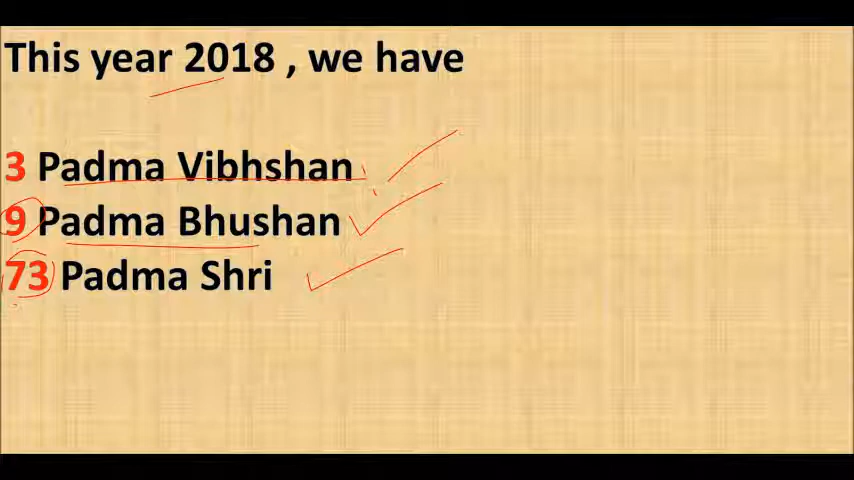 This year 2018 , we have
3 Padma Vibhshan
9 Padma Bhushan
73 Padma Shri